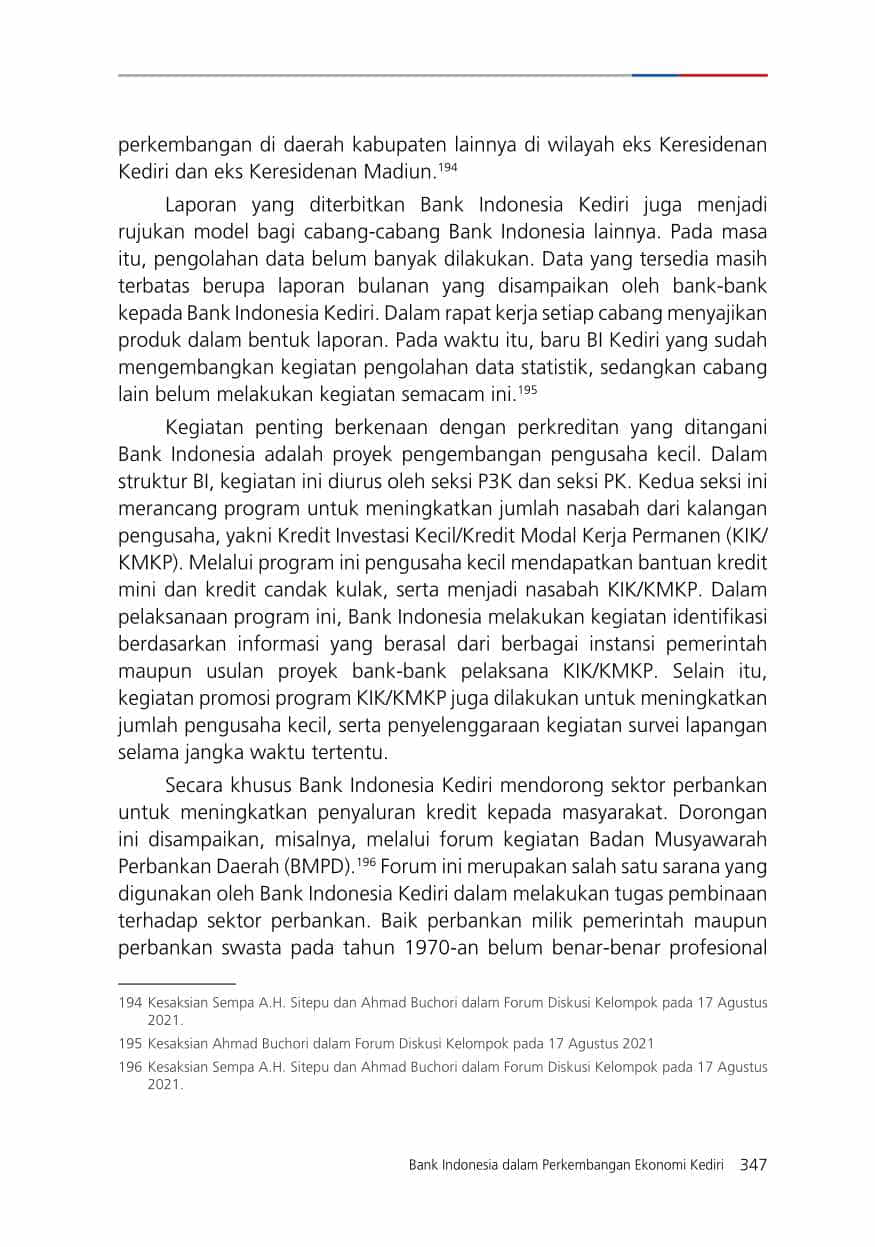 perkembangan di daerah kabupaten lainnya di wilayah eks Keresidenan
Kediri dan eks Keresidenan Madiun.194
Laporan yang diterbitkan Bank Indonesia Kediri juga menjadi
rujukan model bagi cabang-cabang Bank Indonesia lainnya. Pada masa
itu, pengolahan data belum banyak dilakukan. Data yang tersedia masih
terbatas berupa laporan bulanan yang disampaikan oleh bank-bank
kepada Bank Indonesia Kediri. Dalam rapat kerja setiap cabang menyajikan
produk dalam bentuk laporan. Pada waktu itu, baru BI Kediri yang sudah
mengembangkan kegiatan pengolahan data statistik, sedangkan cabang
lain belum melakukan kegiatan semacam ini.195
Kegiatan penting berkenaan dengan perkreditan yang ditangani
Bank Indonesia adalah proyek pengembangan pengusaha kecil. Dalam
struktur BI, kegiatan ini diurus oleh seksi P3K dan seksi PK. Kedua seksi ini
merancang program untuk meningkatkan jumlah nasabah dari kalangan
pengusaha, yakni Kredit Investasi Kecil/Kredit Modal Kerja Permanen (KIK/
KMKP). Melalui program ini pengusaha kecil mendapatkan bantuan kredit
mini dan kredit candak kulak, serta menjadi nasabah KIK/KMKP. Dalam
pelaksanaan program ini, Bank Indonesia melakukan kegiatan identifikasi
berdasarkan informasi yang berasal dari berbagai instansi pemerintah
maupun usulan proyek bank-bank pelaksana KIK/KMKP. Selain itu,
kegiatan promosi program KIK/KMKP juga dilakukan untuk meningkatkan
jumlah pengusaha kecil, serta penyelenggaraan kegiatan survei lapangan
selama jangka waktu tertentu.
Secara khusus Bank Indonesia Kediri mendorong sektor perbankan
untuk meningkatkan penyaluran kredit kepada masyarakat. Dorongan
ini disampaikan, misalnya, melalui forum kegiatan Badan Musyawarah
Perbankan Daerah (BMPD).196 Forum ini merupakan salah satu sarana yang
digunakan oleh Bank Indonesia Kediri dalam melakukan tugas pembinaan
terhadap sektor perbankan. Baik perbankan milik pemerintah maupun
perbankan swasta pada tahun 1970-an belum benar-benar profesional
194 Kesaksian Sempa A.H. Sitepu dan Ahmad Buchori dalam Forum Diskusi Kelompok pada 17 Agustus
2021.
195 Kesaksian Ahmad Buchori dalam Forum Diskusi Kelompok pada 17 Agustus 2021
196 Kesaksian Sempa A.H. Sitepu dan Ahmad Buchori dalam Forum Diskusi Kelompok pada 17 Agustus
2021.
Bank Indonesia dalam Perkembangan Ekonomi Kediri 347